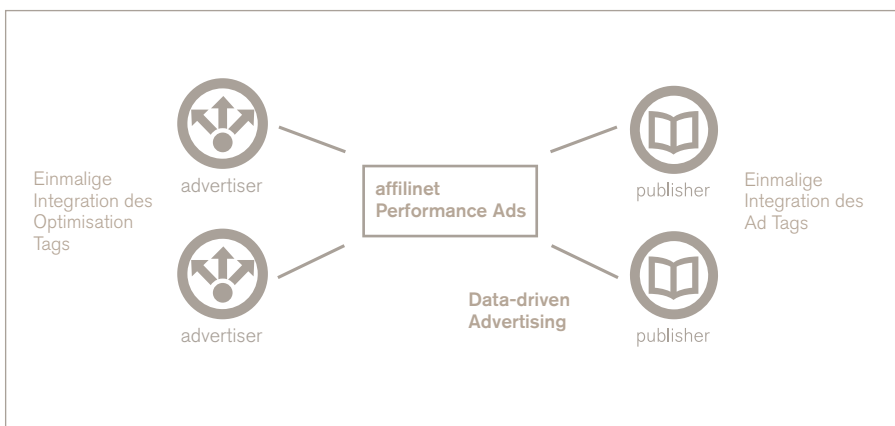 Einmalige
Integration des
Optimisation
Tags
advertiser
advertiser
affilinet
Performance Ads
Data-driven
Advertising
publisher
publisher
Einmalige
Integration des
Ad Tags